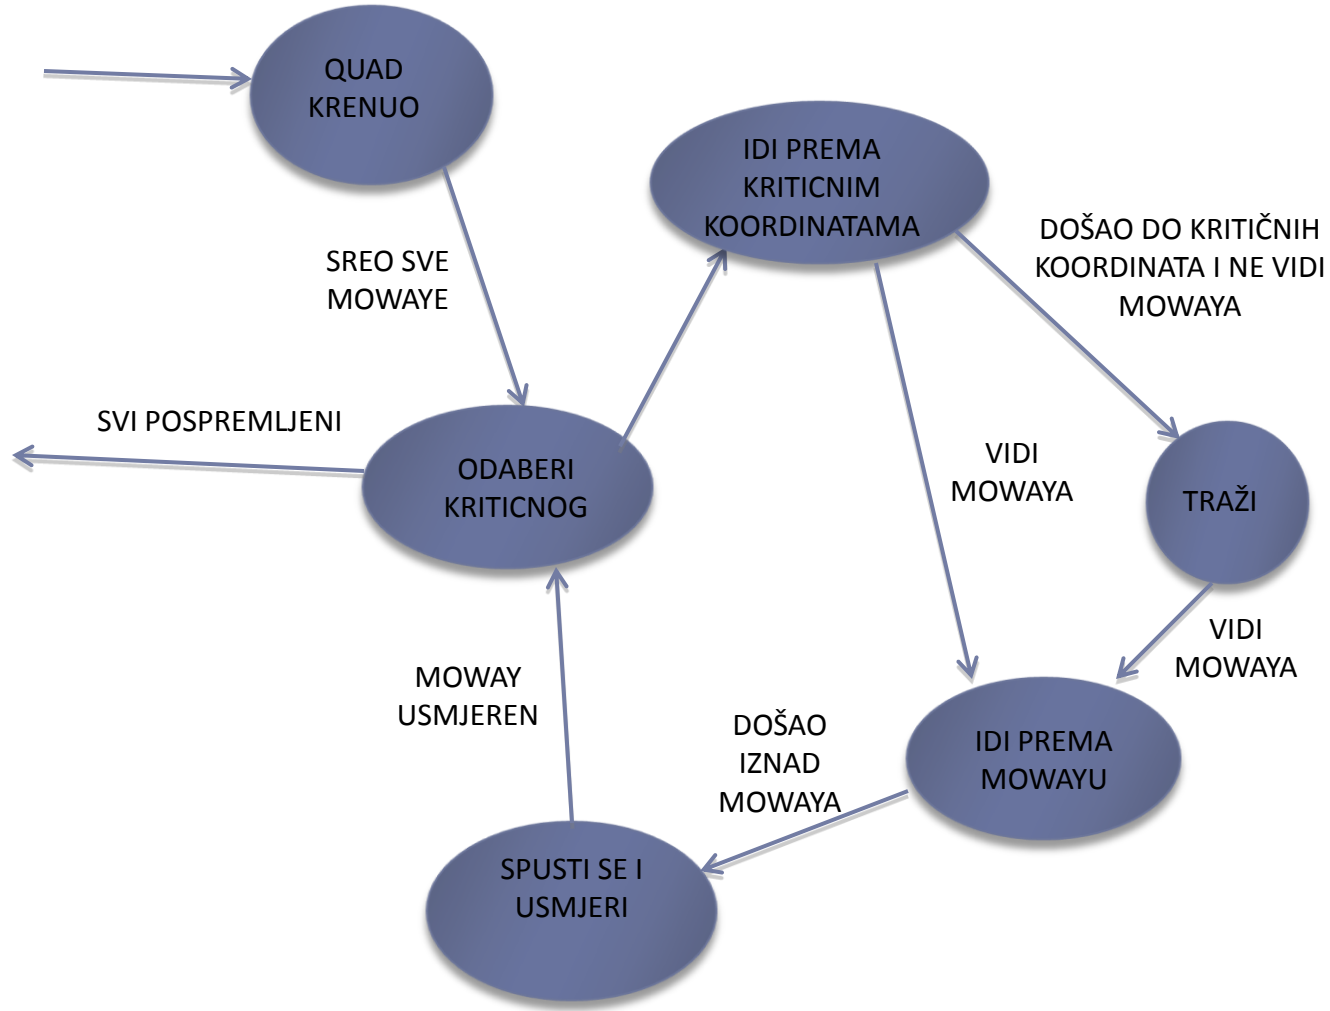 QUAD
KRENUO
IDI PREMA
KRITICNIM
KOORDINATAMA
DOŠAO DO KRITIČNIH
KOORDINATA I NE VIDI
MOWAYA
SREO SVE
MOWAYE
SVI POSPREMLJENI
ODABERI
KRITICNOG
VIDI
MOWAYA
TRAŽI
VIDI
MOWAYA
MOWAY
USMJEREN
DOŠAO
IZNAD
MOWAYA
IDI PREMA
MOWAYU
SPUSTI SE I
USMJERI